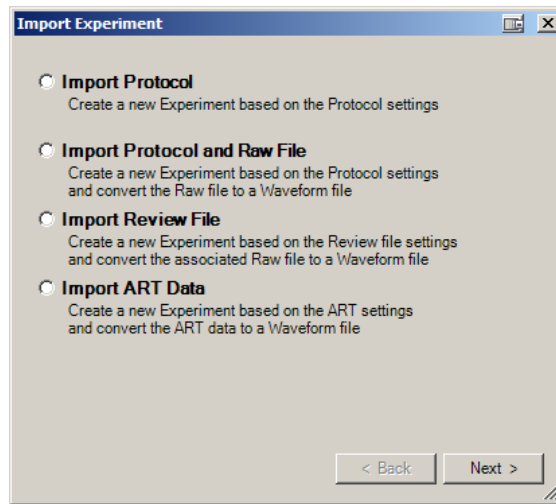 Import Experiment
Import Protocol
Create a new Experiment based on the Protocol settings
Import Protocol and Raw File
Create a new Experiment based on the Protocol settings
and convert the Raw file to a Waveform file
Import Review File
Create a new Experiment based on the Review file settings
and convert the associated Raw file to a Waveform file
Import ART Data
Create a new Experiment based on the ART settings
and convert the ART data to a Waveform file
< Back
Next >